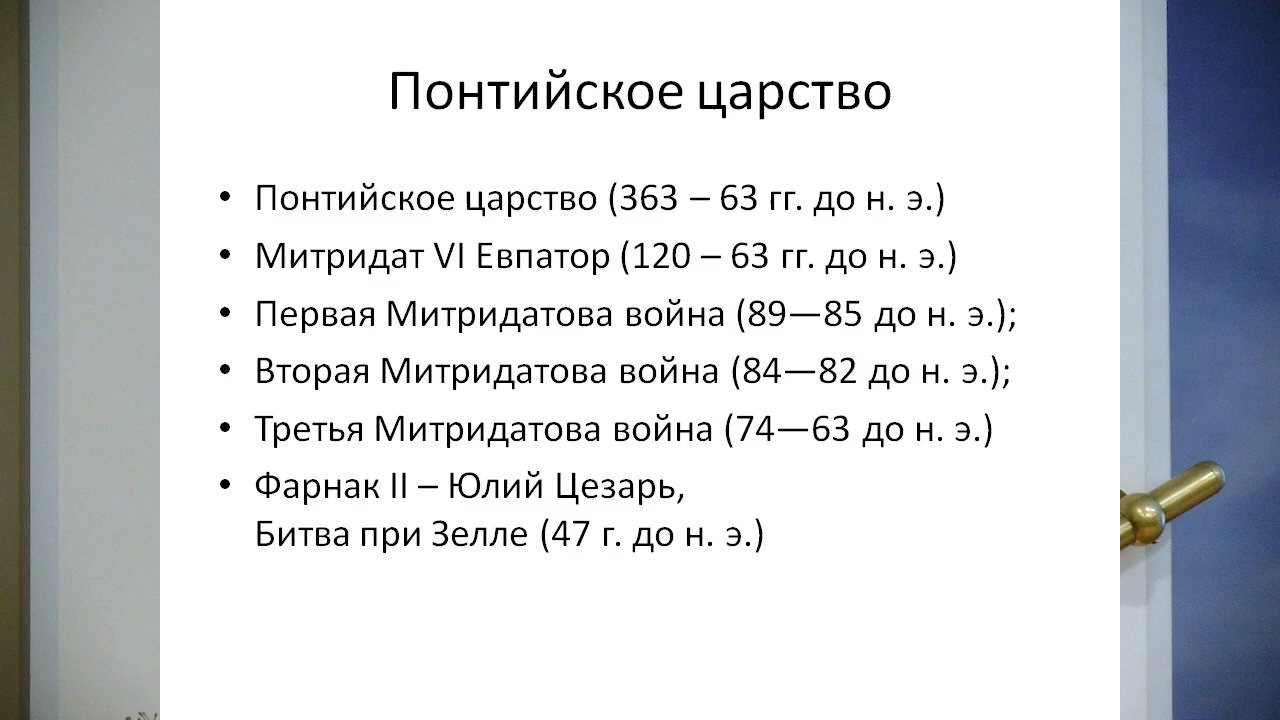 Понтийское царство
• Понтийское царство (363 – 63 гг. до н. э.)
• Митридат VI Евпатор (120 – 63 гг. до н. э.)
• Первая Митридатова война (89—85 до н. э.);
• Вторая Митридатова война (84—82 до н. э.);
• Третья Митридатова война (74—63 до н. э.)
• Фарнак II – Юлий Цезарь,
Битва при Зелле (47 г. до н. э.)